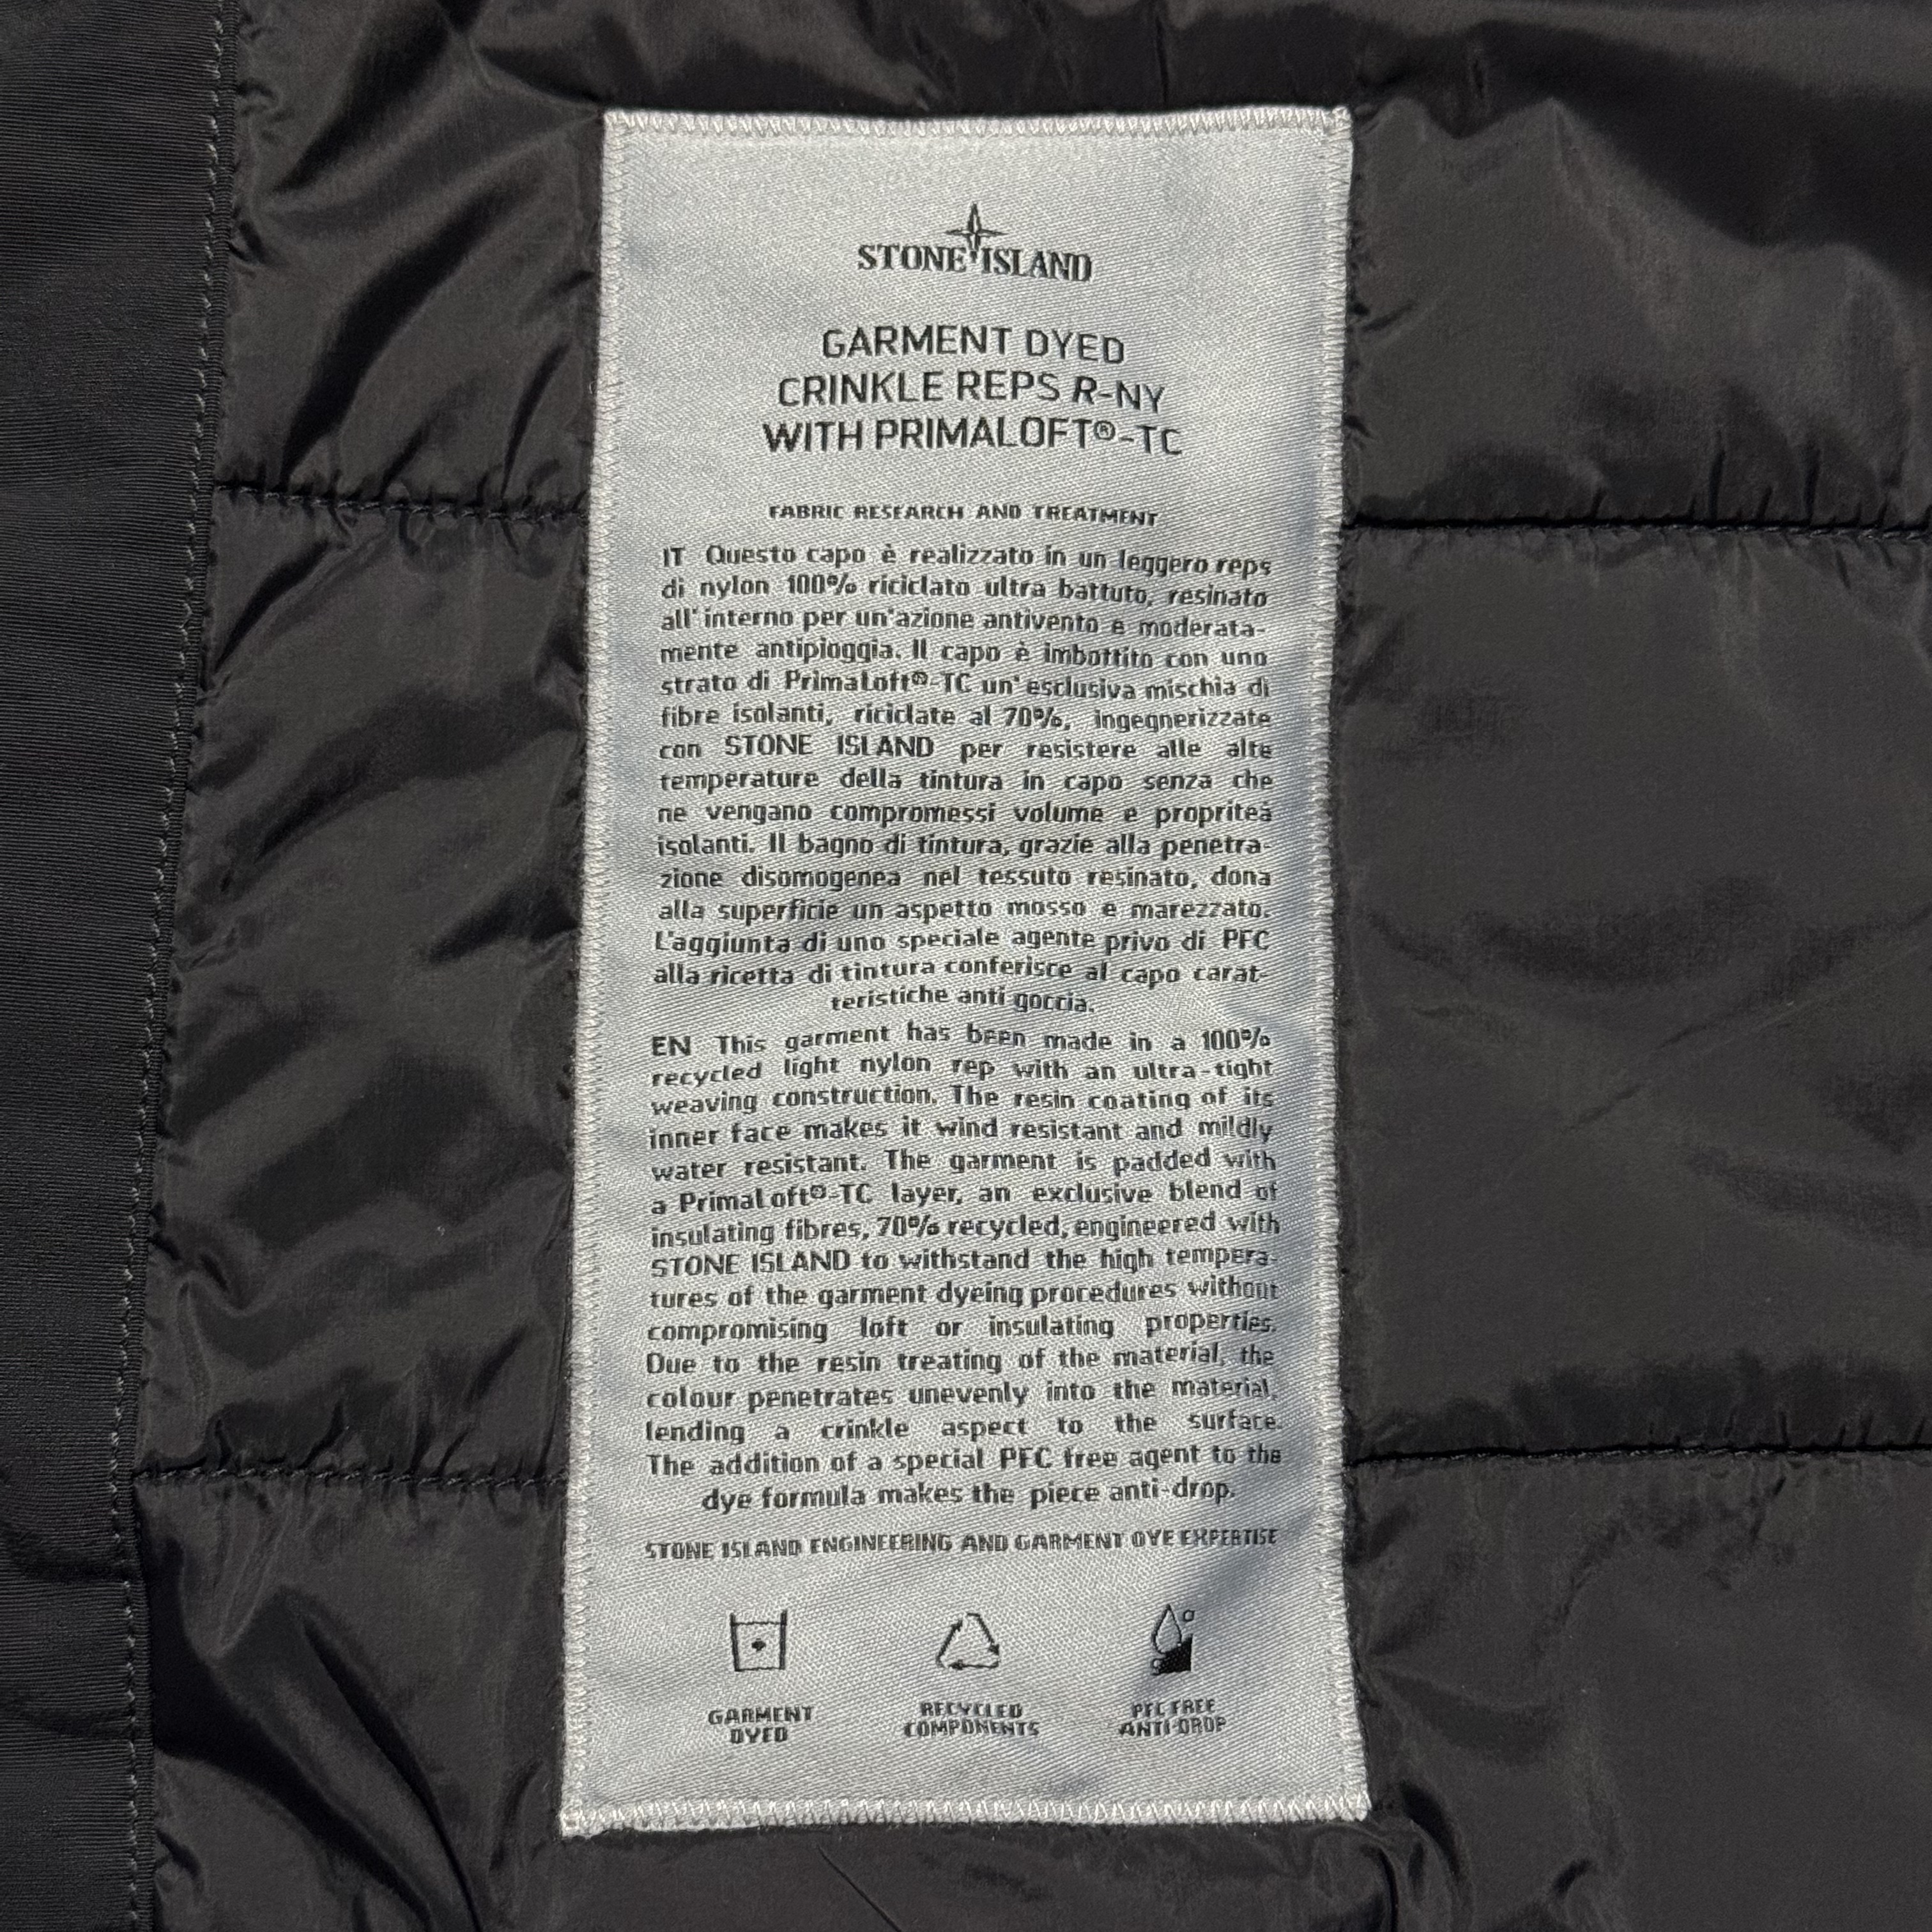 STONE ISLAND
GARMENT DYED
CRINKLE REPS R-NY
WITH PRIMALOFT®-TC
FABRIC RESEARCH AND TREATMENT
IT Questo capo è realizzato in un leggero reps
di nylon 100% riciclato ultra battuto, resinato
all'interno per un'azione antivento e moderata-
mente antipioggia. Il capo è imbottito con uno
strato di PrimaLoft®-TC un'esclusiva mischia di
fibre isolanti, riciclate al 70%, ingegnerizzate
con STONE ISLAND per resistere alle alte
temperature della tintura in capo senza che
ne vengano compromessi volume e propriteà
isolanti. Il bagno di tintura, grazie alla penetra-
zione disomogenea nel tessuto resinato, dona
alla superficie un aspetto mosso e marezzato.
L'aggiunta di uno speciale agente privo di PFC
alla ricetta di tintura conferisce al capo carat-
teristiche anti goccia.
EN This garment has been made in a 100%
recycled light nylon rep with an ultra-tight
weaving construction. The resin coating of its
inner face makes it wind resistant and mildly
water resistant. The garment is padded with
a PrimaLoft®-TC layer, an exclusive blend of
insulating fibres, 70% recycled, engineered with
STONE ISLAND to withstand the high tempera-
tures of the garment dyeing procedures without
compromising loft or insulating properties.
Due to the resin treating of the material, the
colour penetrates unevenly into the material,
lending a crinkle aspect to the surface.
The addition of a special PFC free agent to the
dye formula makes the piece anti-drop.
STONE ISLAND ENGINEERING AND GARMENT DYE EXPERTISE
GARMENT
DYED
RECYCLED
COMPONENTS
PFC FREE
ANTI-DROP